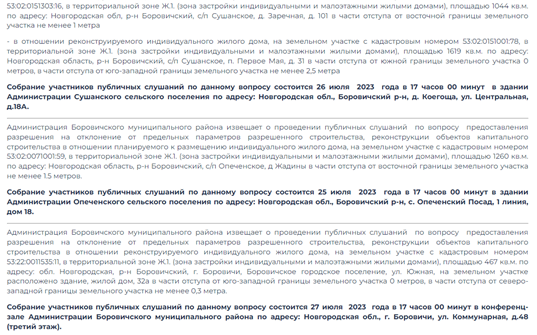 53:02:0151303:16, в территориальной зоне Ж.1. (зона застройки индивидуальными и малоэтажными жилыми домами), площадью 1044 кв.м.
по адресу: Новгородская обл, р-н Боровичский, с/п Сушанское, д. Заречная, д. 101 в части отступа от восточной границы земельного
участка не менее 1 метра
- в отношении реконструируемого индивидуального жилого дома, на земельном участке с кадастровым номером 53:02:0151001:78, в
территориальной зоне Ж.1. (зона застройки индивидуальными и малоэтажными жилыми домами), площадью 1619 кв.м. по адресу:
Новгородская область, р-н Боровичский, с/п Сушанское, п. Первое Мая, д. 31 в части отступа от южной границы земельного участка 0
метров, в части отступа от юго-западной границы земельного участка не менее 2,5 метра
Собрание участников публичных слушаний по данному вопросу состоится 26 июля 2023 года в 17 часов 00 минут в здании
Администрации Сушанского сельского поселения по адресу: Новгородская обл., Боровичский р-н, д. Коегоща, ул. Центральная,
д.18А.
Администрация Боровичского муниципального района извещает о проведении публичных слушаний по вопросу предоставления
разрешения на отклонение от предельных параметров разрешенного строительства, реконструкции объектов капитального
строительства в отношении планируемого к размещению индивидуального жилого дома, на земельном участке с кадастровым номером
53:02:0071001:59, в территориальной зоне Ж.1. (зона застройки индивидуальными и малоэтажными жилыми домами), площадью 1260 кв.м.
по адресу: Новгородская область, р-н Боровичский, с/п Опеченское, д Жадины в части отступа от восточной границы земельного участка
не менее 1.5 метров.
Собрание участников публичных слушаний по данному вопросу состоится 25 июля 2023 года в 17 часов 00 минут в здании
Администрации Опеченского сельского поселения по адресу: Новгородская обл., Боровичский р-н, с. Опеченский Посад, 1 линия,
дом 18.
Администрация Боровичского муниципального района извещает о проведении публичных слушаний по вопросу предоставления
разрешения на отклонение от предельных параметров разрешенного строительства, реконструкции объектов капитального
строительства в отношении реконструируемого индивидуального жилого дома, на земельном участке с кадастровым номером
53:22:0011535:11, в территориальной зоне Ж.1. (зона застройки индивидуальными и малоэтажными жилыми домами), площадью 467 кв.м. по
адресу: обл. Новгородская, р-н Боровичский, г. Боровичи, Боровичское городское поселение, ул. Южная, на земельном участке
расположено здание, жилой дом, 32а в части отступа от юго-западной границы земельного участка 0 метров, в части отступа от северо-
западной границы земельного участка не менее 0,3 метра.
Собрание участников публичных слушаний по данному вопросу состоится 27 июля 2023 года в 17 часов 00 минут в конференц-
зале Администрации Боровичского муниципального района по адресу: Новгородская обл., г. Боровичи, ул. Коммунарная, д.48
(третий этаж).